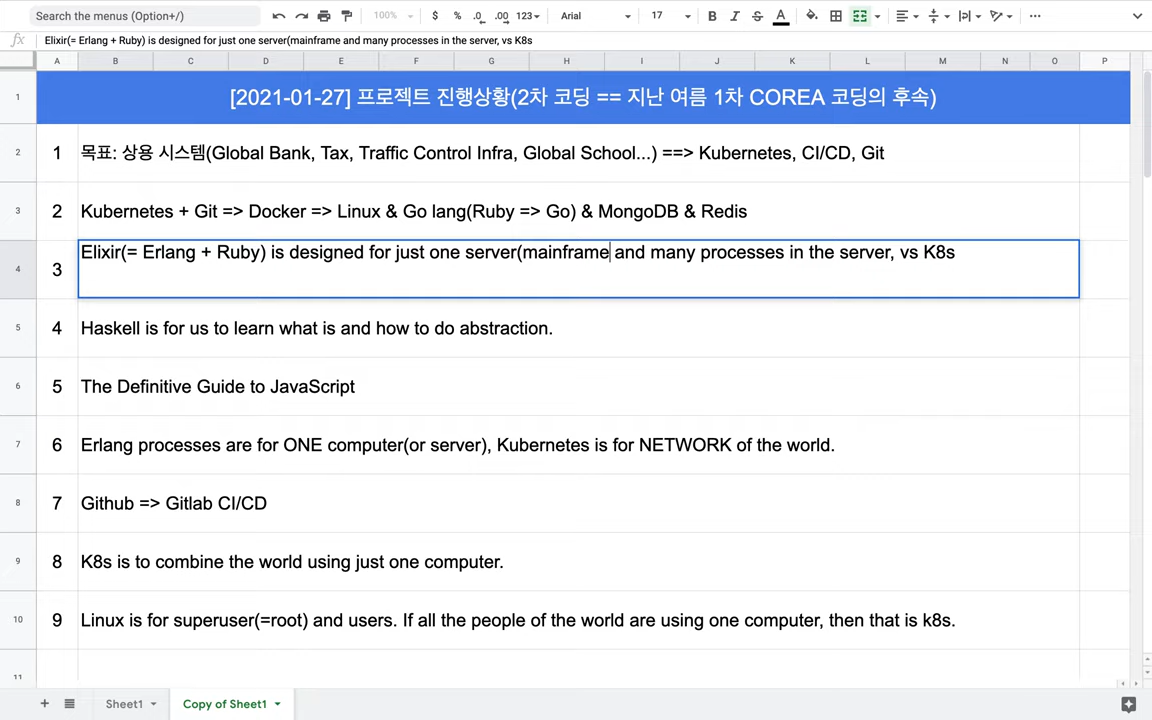 Search the menus (Option+/) 100% $ % .0 .00 123 Arial 17 B I S A
fx Elixir(= Erlang + Ruby) is designed for just one server(mainframe and many processes in the server, vs K8s
A B C D E F G H I J K L M N O P
1 [2021-01-27] 프로젝트 진행상황(2차 코딩 == 지난 여름 1차 COREA 코딩의 후속)
2 1 목표: 상용 시스템(Global Bank, Tax, Traffic Control Infra, Global School...) ==> Kubernetes, CI/CD, Git
3 2 Kubernetes + Git => Docker => Linux & Go lang(Ruby => Go) & MongoDB & Redis
4 3 Elixir(= Erlang + Ruby) is designed for just one server(mainframe and many processes in the server, vs K8s
5 4 Haskell is for us to learn what is and how to do abstraction.
6 5 The Definitive Guide to JavaScript
7 6 Erlang processes are for ONE computer(or server), Kubernetes is for NETWORK of the world.
8 7 Github => Gitlab CI/CD
9 8 K8s is to combine the world using just one computer.
10 9 Linux is for superuser(=root) and users. If all the people of the world are using one computer, then that is k8s.
11
Sheet1 Copy of Sheet1